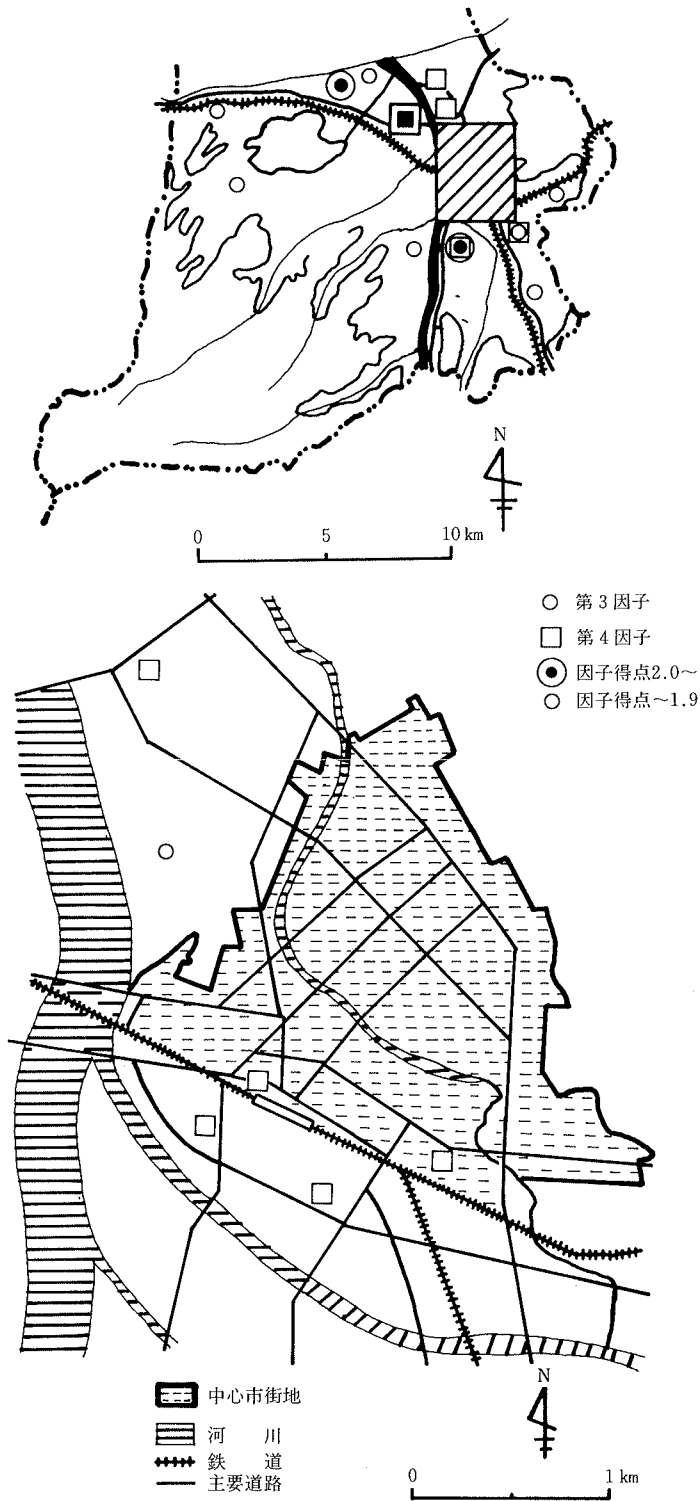 N
0 5 10 km
○ 第3因子
□ 第4因子
因子得点2.0~
○ 因子得点~1.9
中心市街地
河 川
鉄 道
主要道路
N
0 1 km